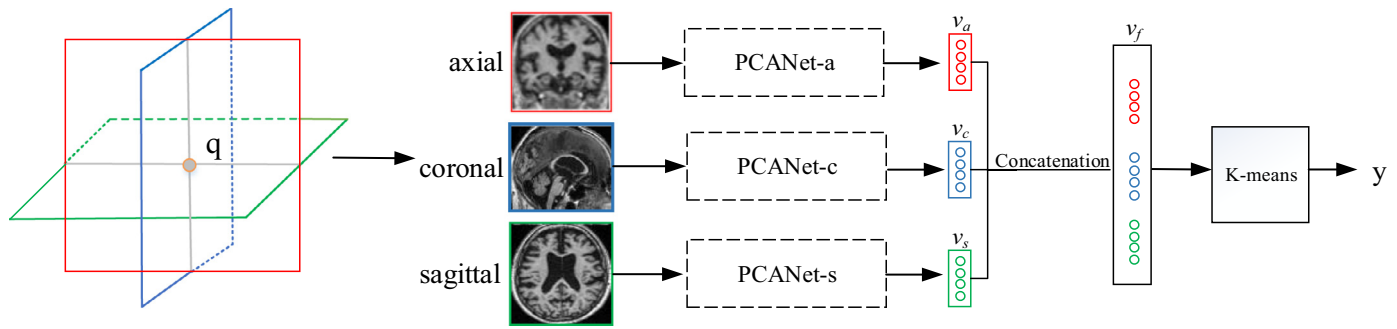 q
axial
PCANet-a
v_a
coronal
PCANet-c
v_c
sagittal
PCANet-s
v_s
Concatenation
v_f
K-means
y